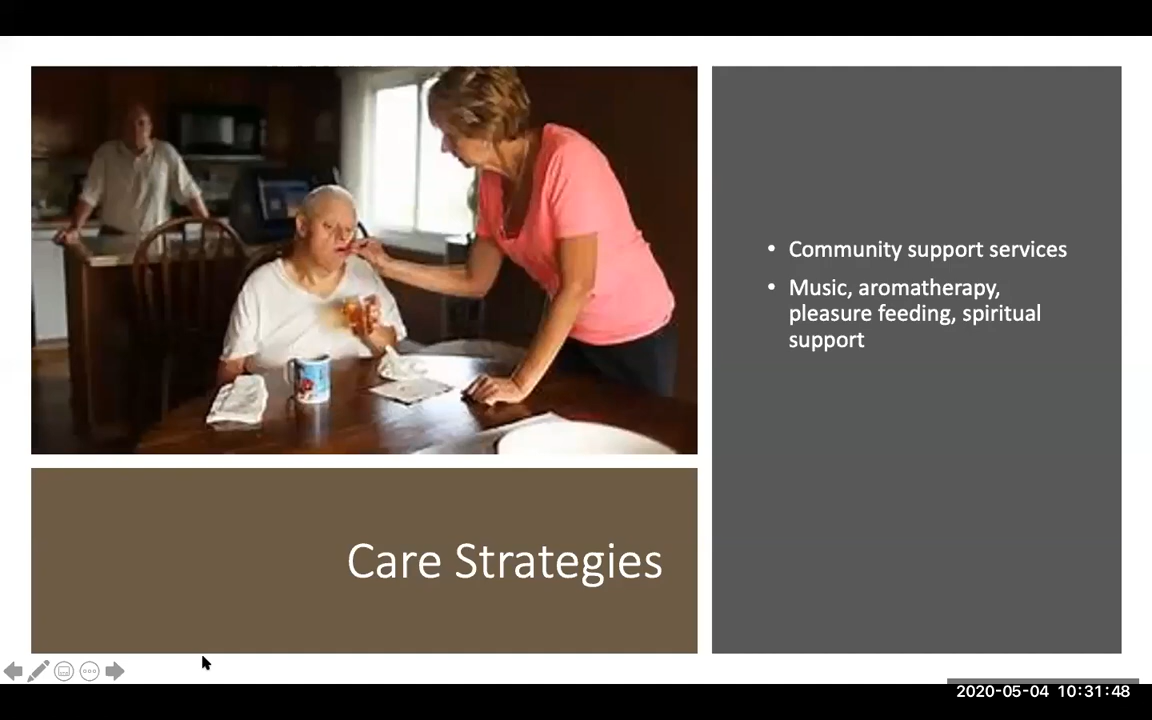 • Community support services
• Music, aromatherapy,
pleasure feeding, spiritual
support
Care Strategies
2020-05-04 10:31:48